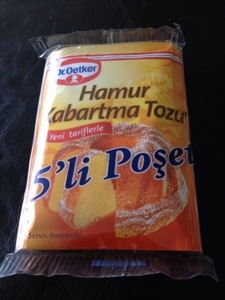 Dr.Oetker
Hamur
Kabartma Tozu
Yeni tariflerle
5'li Poşet
Servis önerisidir.